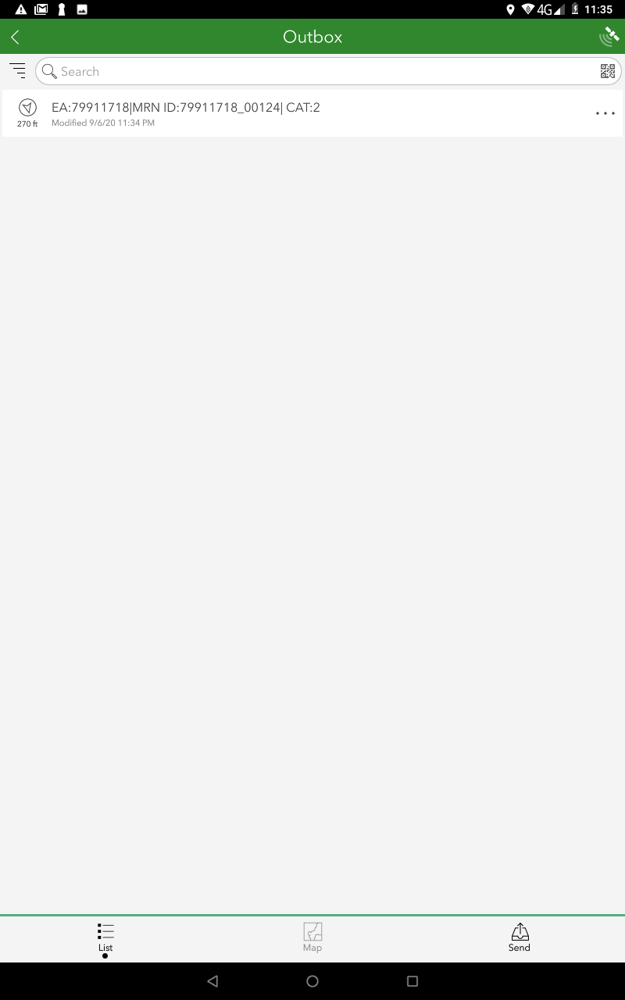 4G 11:35
Outbox
Search
EA:79911718|MRN ID:79911718_00124| CAT:2
270 ft Modified 9/6/20 11:34 PM
List Map Send